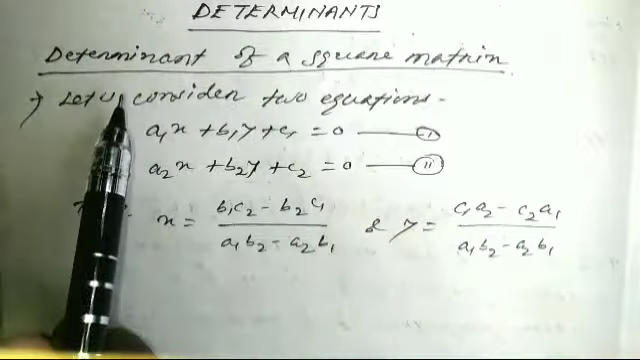 DETERMINANTS
Determinant of a square matrix
→ Let u consider two equations -
a₁x + b₁y + c₁ = 0 —— (i)
a₂x + b₂y + c₂ = 0 —— (ii)
x = (b₁c₂ - b₂c₁)/(a₁b₂ - a₂b₁) & y = (c₁a₂ - c₂a₁)/(a₁b₂ - a₂b₁)